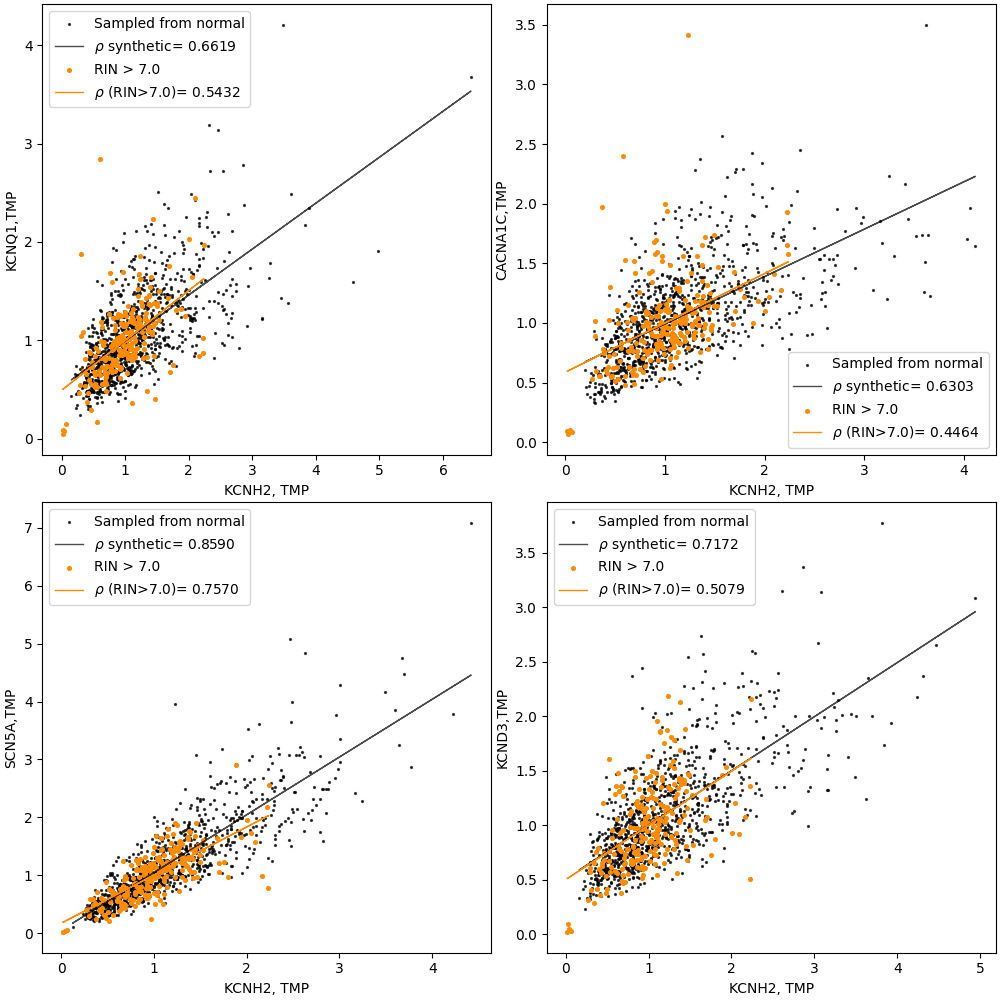 Sampled from normal
ρ synthetic= 0.6619
RIN > 7.0
ρ (RIN>7.0)= 0.5432
4
3
2
1
0
KCNQ1,TMP
0 1 2 3 4 5 6
KCNH2, TMP
3.5
3.0
2.5
2.0
1.5
1.0
0.5
0.0
CACNA1C,TMP
Sampled from normal
ρ synthetic= 0.6303
RIN > 7.0
ρ (RIN>7.0)= 0.4464
0 1 2 3 4
KCNH2, TMP
Sampled from normal
ρ synthetic= 0.8590
RIN > 7.0
ρ (RIN>7.0)= 0.7570
7
6
5
4
3
2
1
0
SCN5A,TMP
0 1 2 3 4
KCNH2, TMP
Sampled from normal
ρ synthetic= 0.7172
RIN > 7.0
ρ (RIN>7.0)= 0.5079
3.5
3.0
2.5
2.0
1.5
1.0
0.5
0.0
KCND3,TMP
0 1 2 3 4 5
KCNH2, TMP